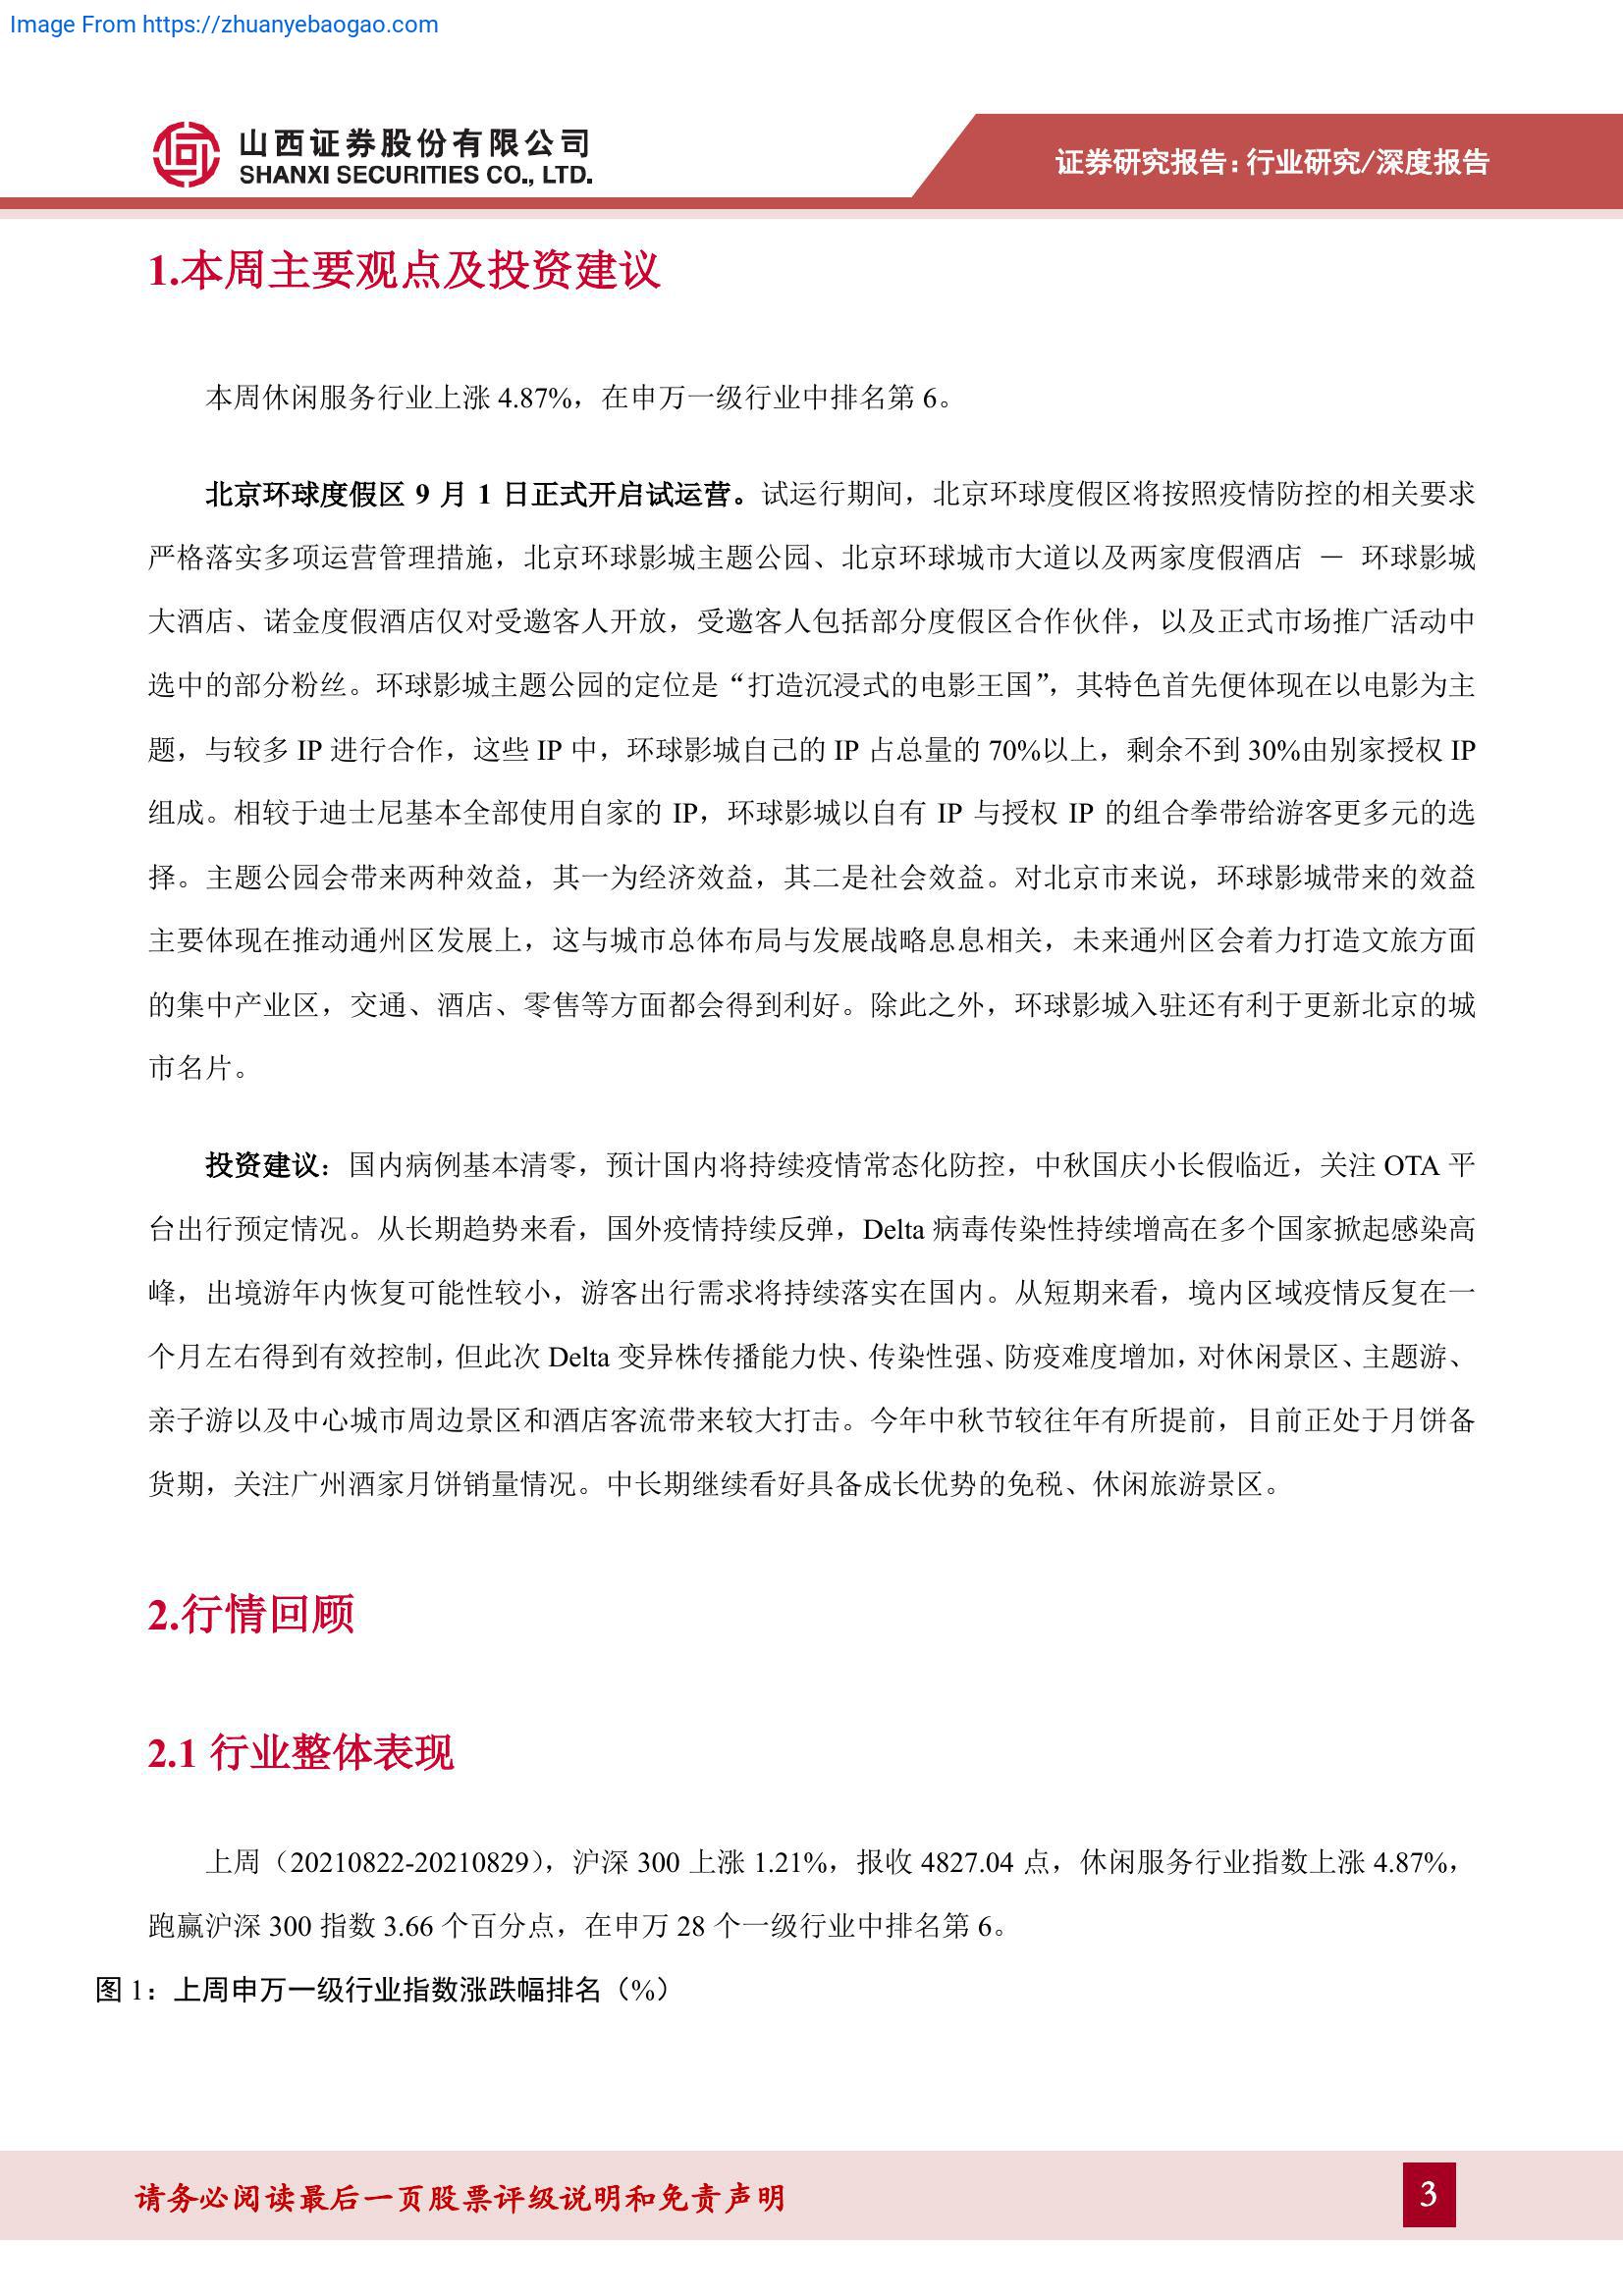 Image From https://zhuanyebaogao.com
山西证券股份有限公司
SHANXI SECURITIES CO., LTD.
证券研究报告：行业研究/深度报告
1.本周主要观点及投资建议
本周休闲服务行业上涨 4.87%，在申万一级行业中排名第 6。
北京环球度假区 9 月 1 日正式开启试运营。试运行期间，北京环球度假区将按照疫情防控的相关要求
严格落实多项运营管理措施，北京环球影城主题公园、北京环球城市大道以及两家度假酒店 － 环球影城
大酒店、诺金度假酒店仅对受邀客人开放，受邀客人包括部分度假区合作伙伴，以及正式市场推广活动中
选中的部分粉丝。环球影城主题公园的定位是“打造沉浸式的电影王国”，其特色首先便体现在以电影为主
题，与较多 IP 进行合作，这些 IP 中，环球影城自己的 IP 占总量的 70%以上，剩余不到 30%由别家授权 IP
组成。相较于迪士尼基本全部使用自家的 IP，环球影城以自有 IP 与授权 IP 的组合拳带给游客更多元的选
择。主题公园会带来两种效益，其一为经济效益，其二是社会效益。对北京市来说，环球影城带来的效益
主要体现在推动通州区发展上，这与城市总体布局与发展战略息息相关，未来通州区会着力打造文旅方面
的集中产业区，交通、酒店、零售等方面都会得到利好。除此之外，环球影城入驻还有利于更新北京的城
市名片。
投资建议：国内病例基本清零，预计国内将持续疫情常态化防控，中秋国庆小长假临近，关注 OTA 平
台出行预定情况。从长期趋势来看，国外疫情持续反弹，Delta 病毒传染性持续增高在多个国家掀起感染高
峰，出境游年内恢复可能性较小，游客出行需求将持续落实在国内。从短期来看，境内区域疫情反复在一
个月左右得到有效控制，但此次 Delta 变异株传播能力快、传染性强、防疫难度增加，对休闲景区、主题游、
亲子游以及中心城市周边景区和酒店客流带来较大打击。今年中秋节较往年有所提前，目前正处于月饼备
货期，关注广州酒家月饼销量情况。中长期继续看好具备成长优势的免税、休闲旅游景区。
2.行情回顾
2.1 行业整体表现
上周（20210822-20210829），沪深 300 上涨 1.21%，报收 4827.04 点，休闲服务行业指数上涨 4.87%，
跑赢沪深 300 指数 3.66 个百分点，在申万 28 个一级行业中排名第 6。
图 1：上周申万一级行业指数涨跌幅排名（%）
请务必阅读最后一页股票评级说明和免责声明
3